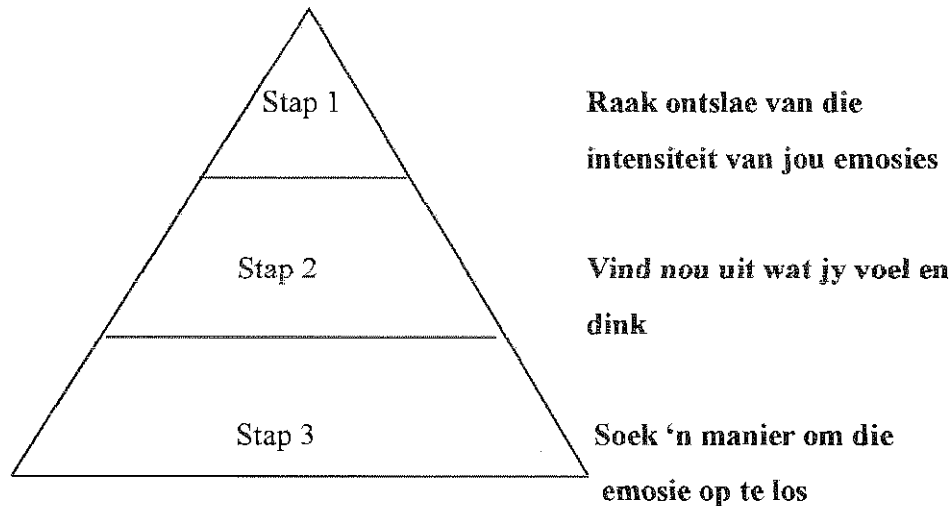 Stap 1
Raak ontslae van die
intensiteit van jou emosies
Stap 2
Vind nou uit wat jy voel en
dink
Stap 3
Soek ‘n manier om die
emosie op te los